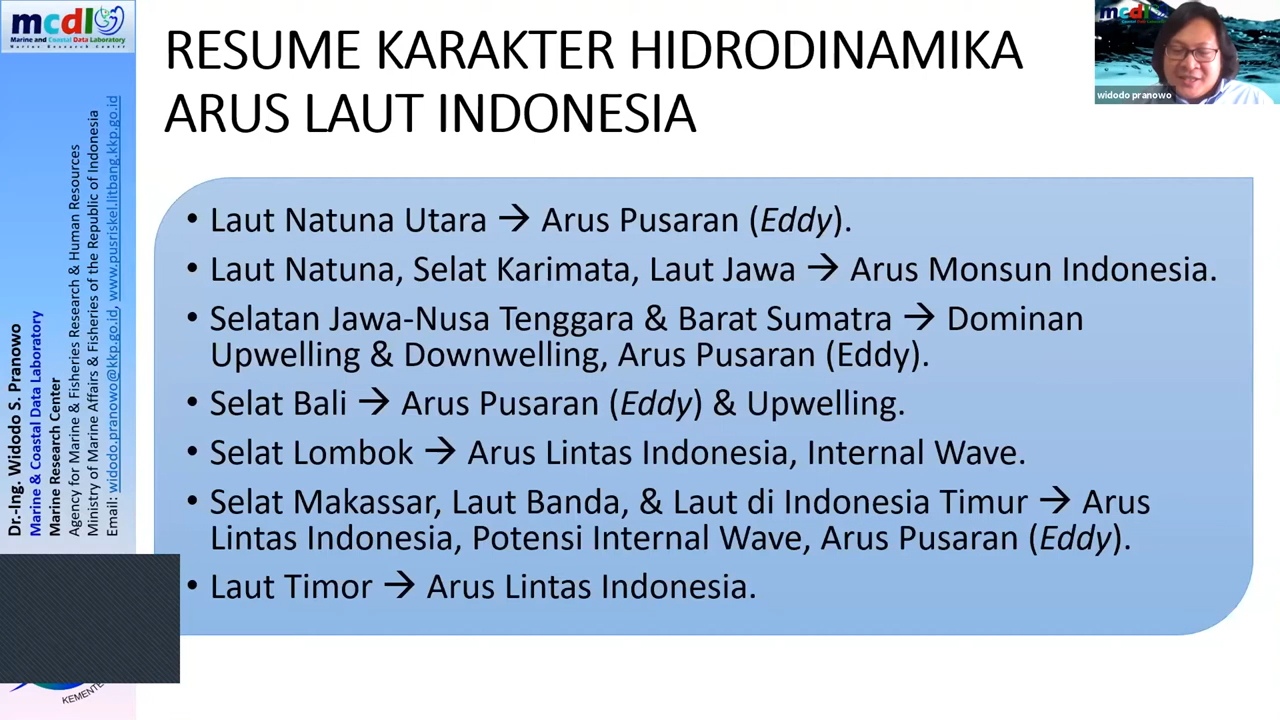 mcdl
Marine and Coastal Data Laboratory
Marine Research Center
RESUME KARAKTER HIDRODINAMIKA
ARUS LAUT INDONESIA
mcdl
widodo pranowo
• Laut Natuna Utara → Arus Pusaran (Eddy).
• Laut Natuna, Selat Karimata, Laut Jawa → Arus Monsun Indonesia.
• Selatan Jawa-Nusa Tenggara & Barat Sumatra → Dominan
Upwelling & Downwelling, Arus Pusaran (Eddy).
• Selat Bali → Arus Pusaran (Eddy) & Upwelling.
• Selat Lombok → Arus Lintas Indonesia, Internal Wave.
• Selat Makassar, Laut Banda, & Laut di Indonesia Timur → Arus
Lintas Indonesia, Potensi Internal Wave, Arus Pusaran (Eddy).
• Laut Timor → Arus Lintas Indonesia.
Dr.-Ing. Widodo S. Pranowo
Marine & Coastal Data Laboratory
Marine Research Center
Agency for Marine & Fisheries Research & Human Resources
Ministry of Marine Affairs & Fisheries of the Republic of Indonesia
Email: widodo.pranowo@kkp.go.id, www.pusriskel.litbang.kkp.go.id